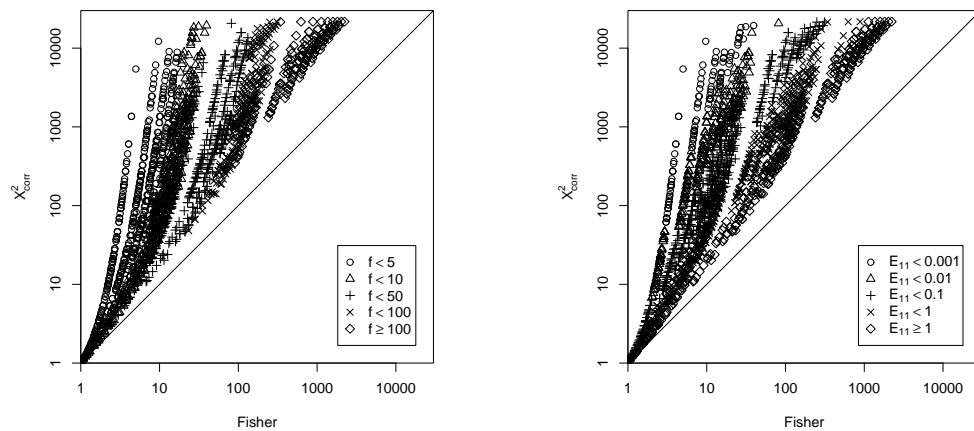 10000
1000
100
10
1
X²corr
1 10 100 1000 10000
Fisher
f < 5
f < 10
f < 50
f < 100
f ≥ 100
10000
1000
100
10
1
X²corr
1 10 100 1000 10000
Fisher
E₁₁ < 0.001
E₁₁ < 0.01
E₁₁ < 0.1
E₁₁ < 1
E₁₁ ≥ 1